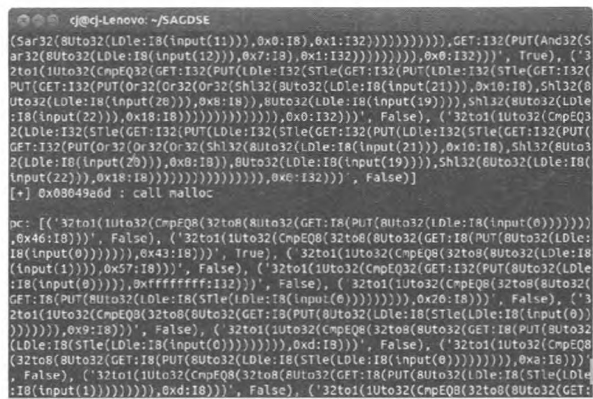 cj@cj-Lenovo: ~/SAGDSE
(Sar32(8Uto32(LDle:I8(input(11))),0x0:I8),0x1:I32))))))))))),GET:I32(PUT(And32(S
ar32(8Uto32(LDle:I8(input(12))),0x7:I8),0x1:I32))))))))),0x0:I32)))', True), ('3
2to1(1Uto32(CmpEQ32(GET:I32(PUT(LDle:I32(STle(GET:I32(PUT(LDle:I32(STle(GET:I32(
PUT(GET:I32(PUT(Or32(Or32(Or32(Shl32(8Uto32(LDle:I8(input(21))),0x10:I8),Shl32(8
Uto32(LDle:I8(input(20))),0x8:I8)),8Uto32(LDle:I8(input(19)))),Shl32(8Uto32(LDle
:I8(input(22))),0x18:I8)))))))))))))),0x0:I32)))', False), ('32to1(1Uto32(CmpEQ3
2(LDle:I32(STle(GET:I32(PUT(LDle:I32(STle(GET:I32(PUT(LDle:I32(STle(GET:I32(PUT(
GET:I32(PUT(Or32(Or32(Or32(Shl32(8Uto32(LDle:I8(input(21))),0x10:I8),Shl32(8Uto3
2(LDle:I8(input(20))),0x8:I8)),8Uto32(LDle:I8(input(19)))),Shl32(8Uto32(LDle:I8(
input(22))),0x18:I8)))))))))))))))),0x0:I32)))', False)]
[+] 0x08049a6d : call malloc
pc: [('32to1(1Uto32(CmpEQ8(32to8(8Uto32(GET:I8(PUT(8Uto32(LDle:I8(input(0)))))))
,0x46:I8)))', False), ('32to1(1Uto32(CmpEQ8(32to8(8Uto32(GET:I8(PUT(8Uto32(LDle:
I8(input(0))))))),0x43:I8)))', True), ('32to1(1Uto32(CmpEQ8(32to8(8Uto32(LDle:I8
(input(1)))),0x57:I8)))', False), ('32to1(1Uto32(CmpEQ32(GET:I32(PUT(8Uto32(LDle
:I8(input(0))))),0xffffffff:I32)))', False), ('32to1(1Uto32(CmpEQ8(32to8(8Uto32(
GET:I8(PUT(8Uto32(LDle:I8(STle(LDle:I8(input(0))))))))),0x20:I8)))', False), ('3
2to1(1Uto32(CmpEQ8(32to8(8Uto32(GET:I8(PUT(8Uto32(LDle:I8(STle(LDle:I8(input(0))
))))))),0x9:I8)))', False), ('32to1(1Uto32(CmpEQ8(32to8(8Uto32(GET:I8(PUT(8Uto32
(LDle:I8(STle(LDle:I8(input(0))))))))),0xd:I8)))', False), ('32to1(1Uto32(CmpEQ8
(32to8(8Uto32(GET:I8(PUT(8Uto32(LDle:I8(STle(LDle:I8(input(0))))))))),0xa:I8)))'
, False), ('32to1(1Uto32(CmpEQ8(32to8(8Uto32(GET:I8(PUT(8Uto32(LDle:I8(STle(LDle
:I8(input(1))))))))),0xd:I8)))', False), ('32to1(1Uto32(CmpEQ8(32to8(8Uto32(GET: